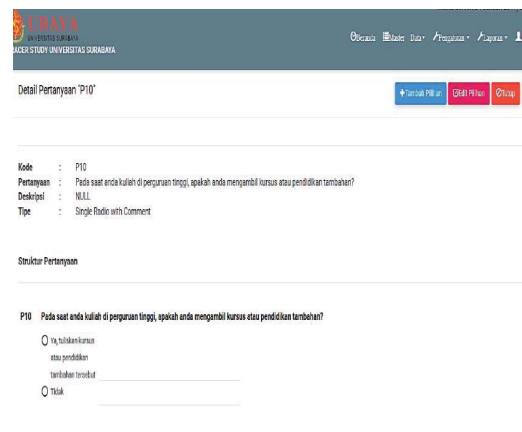 UBAYA
UNIVERSITAS SURABAYA
ACER STUDY UNIVERSITAS SURABAYA
Beranda Master Data Pengaturan Laporan
Detail Pertanyaan "P10"
Tambah Pilihan Edit Pilihan Tutup
Kode : P10
Pertanyaan : Pada saat anda kuliah di perguruan tinggi, apakah anda mengambil kursus atau pendidikan tambahan?
Deskripsi : NULL
Tipe : Single Radio with Comment
Struktur Pertanyaan
P10 Pada saat anda kuliah di perguruan tinggi, apakah anda mengambil kursus atau pendidikan tambahan?
Ya, tuliskan kursus
atau pendidikan
tambahan tersebut
Tidak